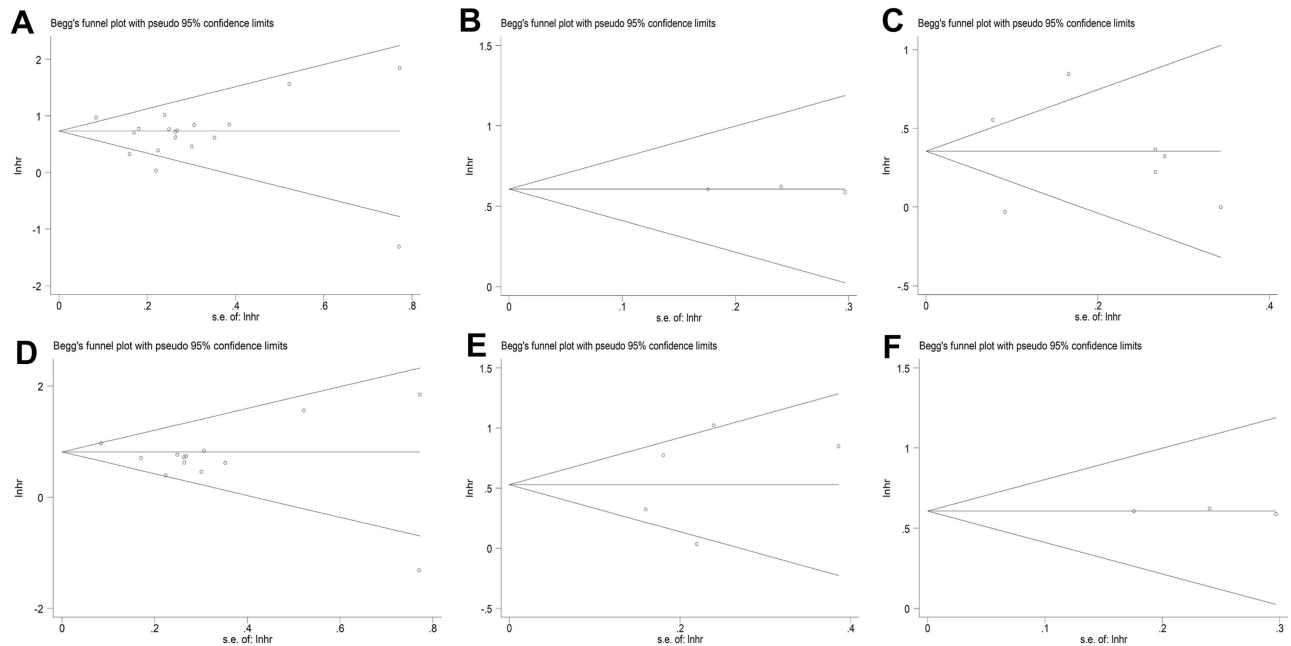 A
Begg's funnel plot with pseudo 95% confidence limits
2
1
0
-1
-2
lnhr
0
.2
.4
.6
.8
s.e. of: lnhr
B
Begg's funnel plot with pseudo 95% confidence limits
1.5
1
.5
0
lnhr
0
.1
.2
.3
s.e. of: lnhr
C
Begg's funnel plot with pseudo 95% confidence limits
1
.5
0
-.5
lnhr
0
.2
.4
s.e. of: lnhr
D
Begg's funnel plot with pseudo 95% confidence limits
2
0
-2
lnhr
0
.2
.4
.6
0.8
s.e. of: lnhr
E
Begg's funnel plot with pseudo 95% confidence limits
1.5
1
.5
0
-.5
lnhr
0
.2
.4
s.e. of: lnhr
F
Begg's funnel plot with pseudo 95% confidence limits
1.5
1
.5
0
lnhr
0
.1
.2
.3
s.e. of: lnhr